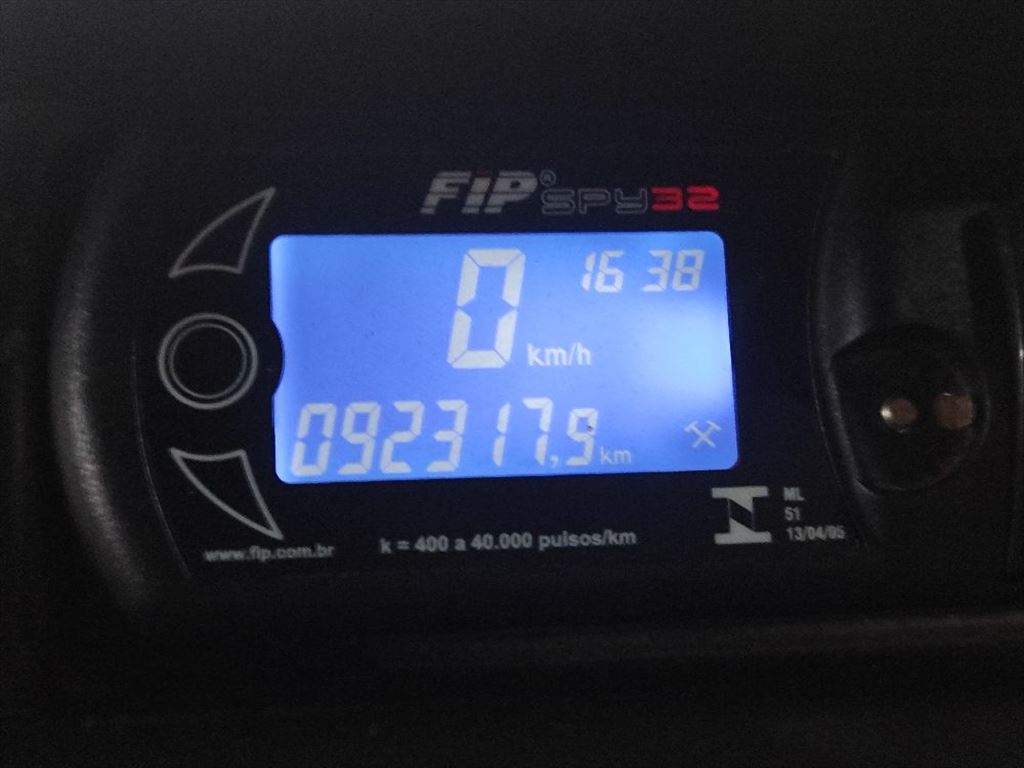 FiP® SPY32
0 km/h
16 38
092317,9 km
ML
S1
13/04/05
k = 400 a 40.000 pulsos/km
www.fip.com.br